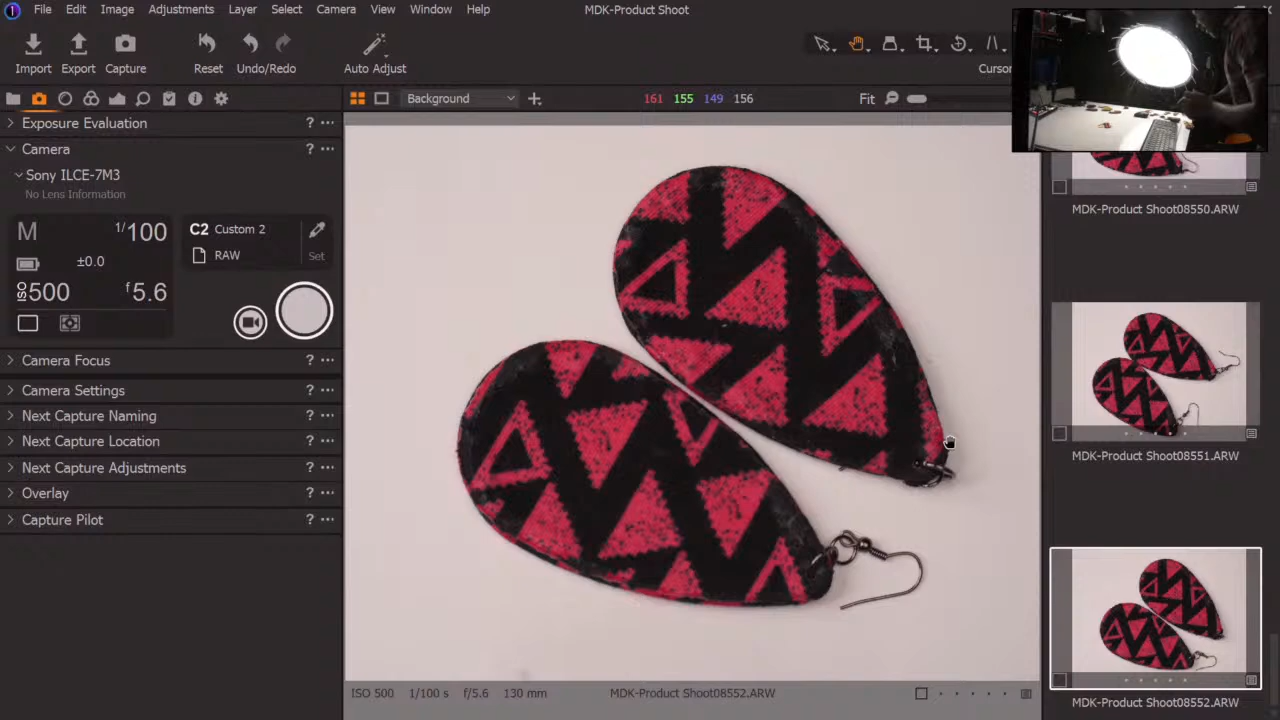 File Edit Image Adjustments Layer Select Camera View Window Help MDK-Product Shoot
Import Export Capture Reset Undo/Redo Auto Adjust Cursor
Background 161 155 149 156 Fit
Exposure Evaluation ? ...
Camera ? ...
Sony ILCE-7M3
No Lens Information
M 1/100 C2 Custom 2
±0.0 RAW Set
ISO 500 f 5.6
Camera Focus ? ...
Camera Settings ? ...
Next Capture Naming ? ...
Next Capture Location ? ...
Next Capture Adjustments ? ...
Overlay ? ...
Capture Pilot ? ...
ISO 500 1/100 s f/5.6 130 mm MDK-Product Shoot08552.ARW
MDK-Product Shoot08550.ARW
MDK-Product Shoot08551.ARW
MDK-Product Shoot08552.ARW